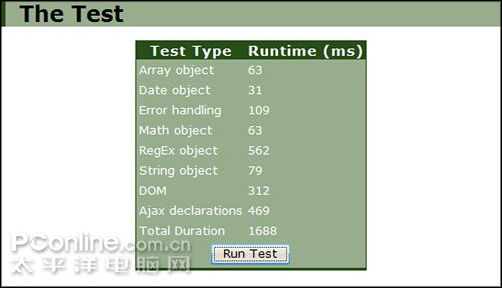 The Test
Test Type Runtime (ms)
Array object 63
Date object 31
Error handling 109
Math object 63
RegEx object 562
String object 79
DOM 312
Ajax declarations 469
Total Duration 1688
Run Test
PConline.com.cn
太平洋电脑网